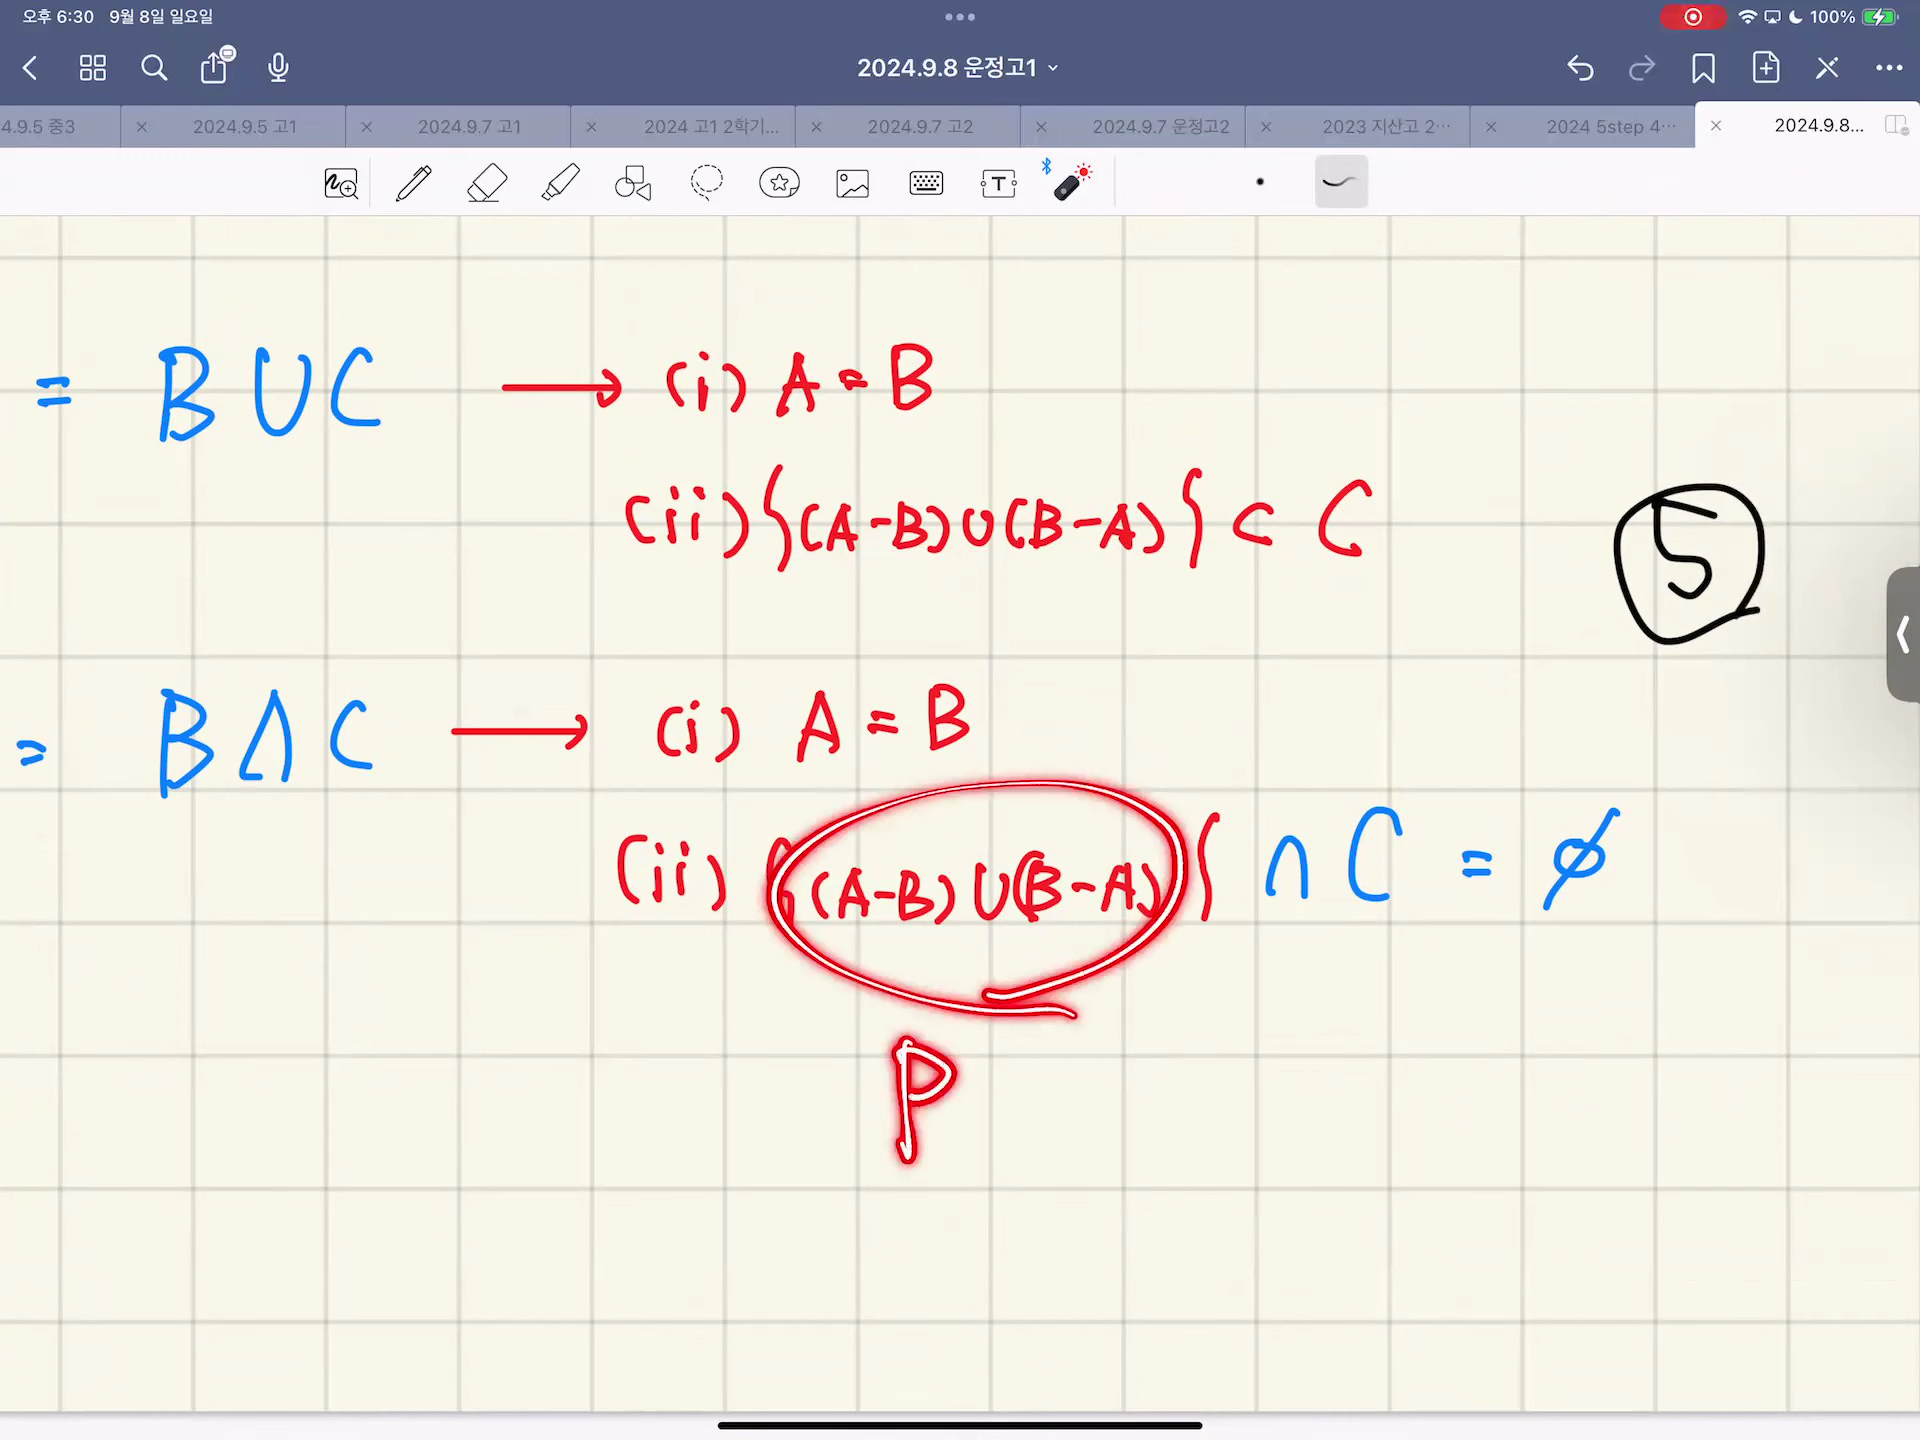 오후 6:30 9월 8일 일요일 100%
2024.9.8 운정고1
4.9.5 중3 2024.9.5 고1 2024.9.7 고1 2024 고1 2학기... 2024.9.7 고2 2024.9.7 운정고2 2023 지산고 2... 2024 5step 4... 2024.9.8...
= B ∪ C → (i) A = B
(ii) {(A-B)∪(B-A)} ⊂ C
5
= B ∩ C → (i) A = B
(ii) {(A-B)∪(B-A)} ∩ C = ∅
P